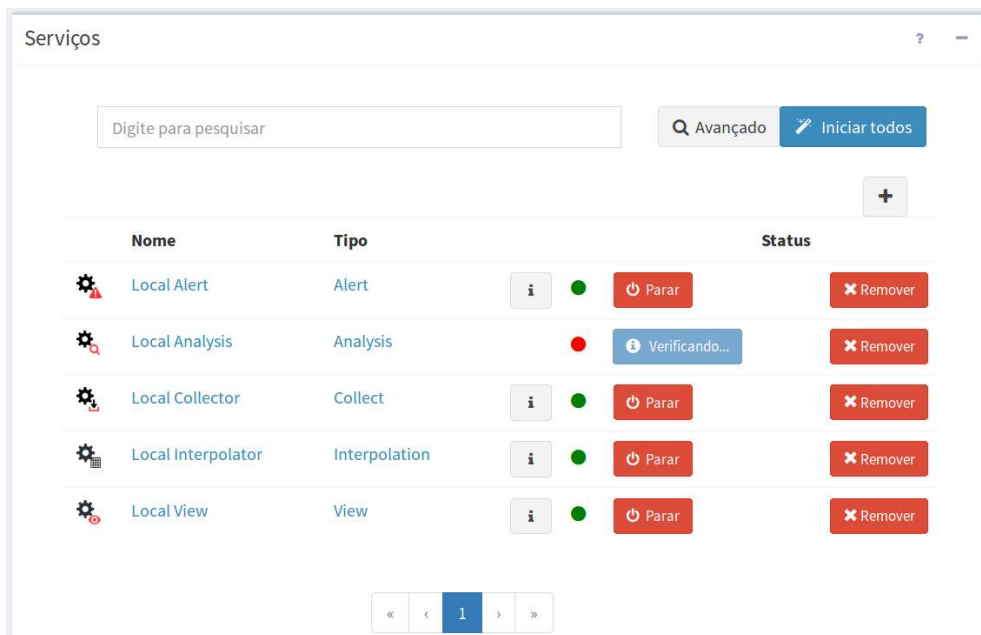 Serviços ? −
Digite para pesquisar Avançado Iniciar todos
+
Nome Tipo Status
Local Alert Alert i Parar Remover
Local Analysis Analysis Verificando... Remover
Local Collector Collect i Parar Remover
Local Interpolator Interpolation i Parar Remover
Local View View i Parar Remover
« ‹ 1 › »